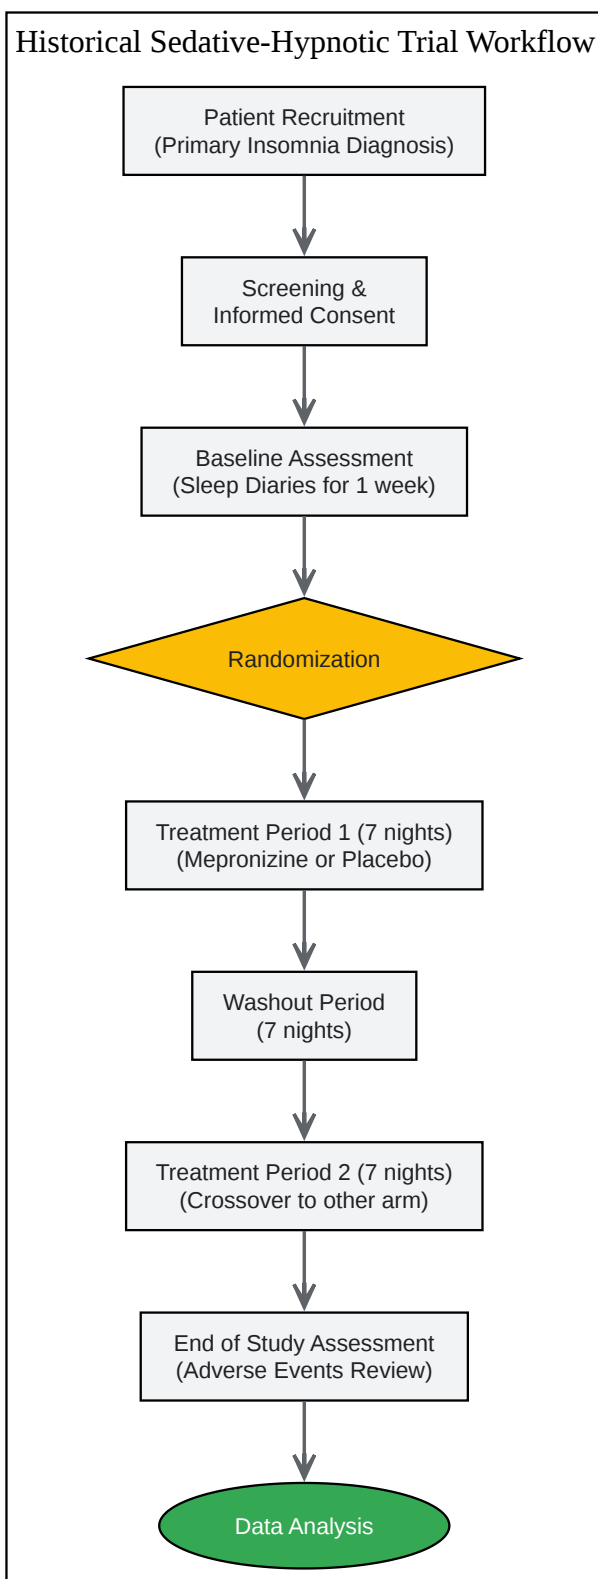 Historical Sedative-Hypnotic Trial Workflow
Patient Recruitment
(Primary Insomnia Diagnosis)
Screening &
Informed Consent
Baseline Assessment
(Sleep Diaries for 1 week)
Randomization
Treatment Period 1 (7 nights)
(Mepronizine or Placebo)
Washout Period
(7 nights)
Treatment Period 2 (7 nights)
(Crossover to other arm)
End of Study Assessment
(Adverse Events Review)
Data Analysis